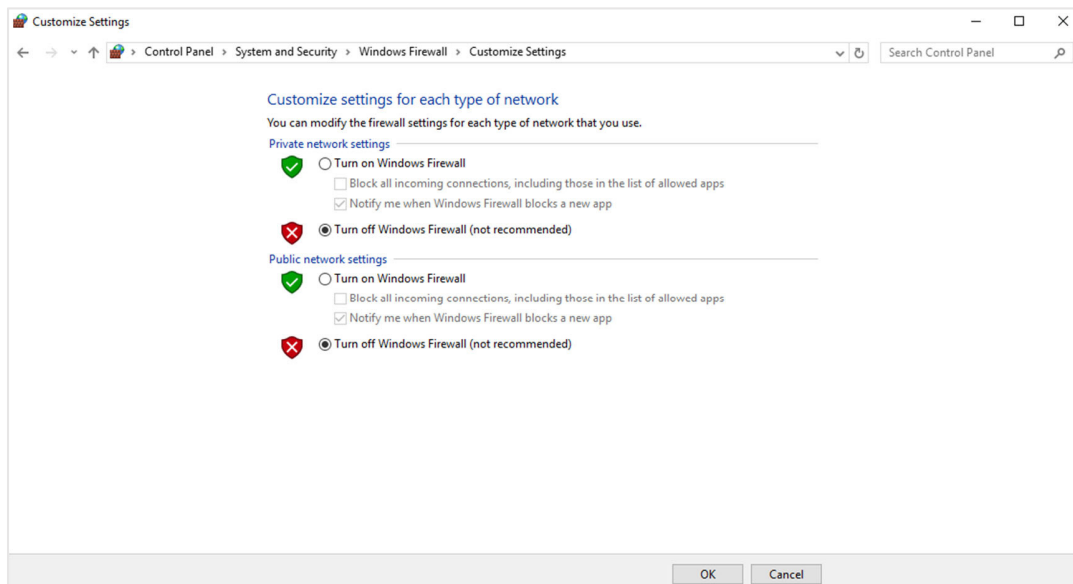 Customize Settings
Control Panel > System and Security > Windows Firewall > Customize Settings
Search Control Panel
Customize settings for each type of network
You can modify the firewall settings for each type of network that you use.
Private network settings
Turn on Windows Firewall
Block all incoming connections, including those in the list of allowed apps
Notify me when Windows Firewall blocks a new app
Turn off Windows Firewall (not recommended)
Public network settings
Turn on Windows Firewall
Block all incoming connections, including those in the list of allowed apps
Notify me when Windows Firewall blocks a new app
Turn off Windows Firewall (not recommended)
OK Cancel